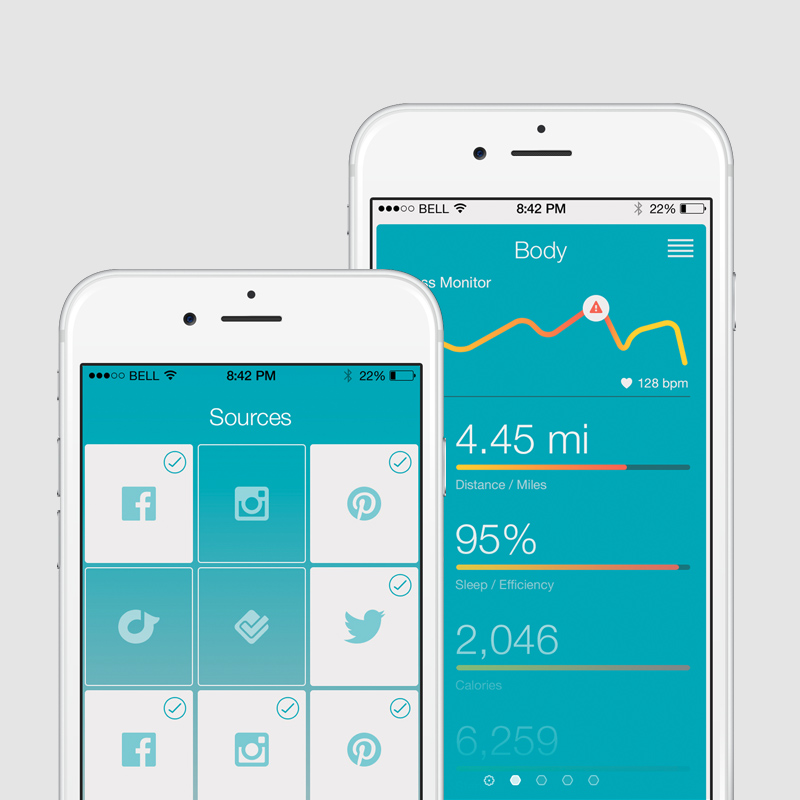 BELL 8:42 PM 22%
Body
ss Monitor
128 bpm
4.45 mi
Distance / Miles
95%
Sleep / Efficiency
2,046
Calories
6,259
BELL 8:42 PM 22%
Sources